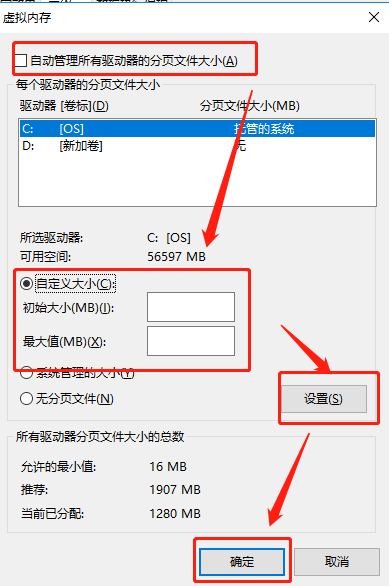 虚拟内存
自动管理所有驱动器的分页文件大小(A)
每个驱动器的分页文件大小
驱动器 [卷标](D) 分页文件大小(MB)
C: [OS] 托管的系统
D: [新加卷] 无
所选驱动器: C: [OS]
可用空间: 56597 MB
自定义大小(C):
初始大小(MB)(I):
最大值(MB)(X):
系统管理的大小(Y)
无分页文件(N) 设置(S)
所有驱动器分页文件大小的总数
允许的最小值: 16 MB
推荐: 1907 MB
当前已分配: 1280 MB
确定 取消